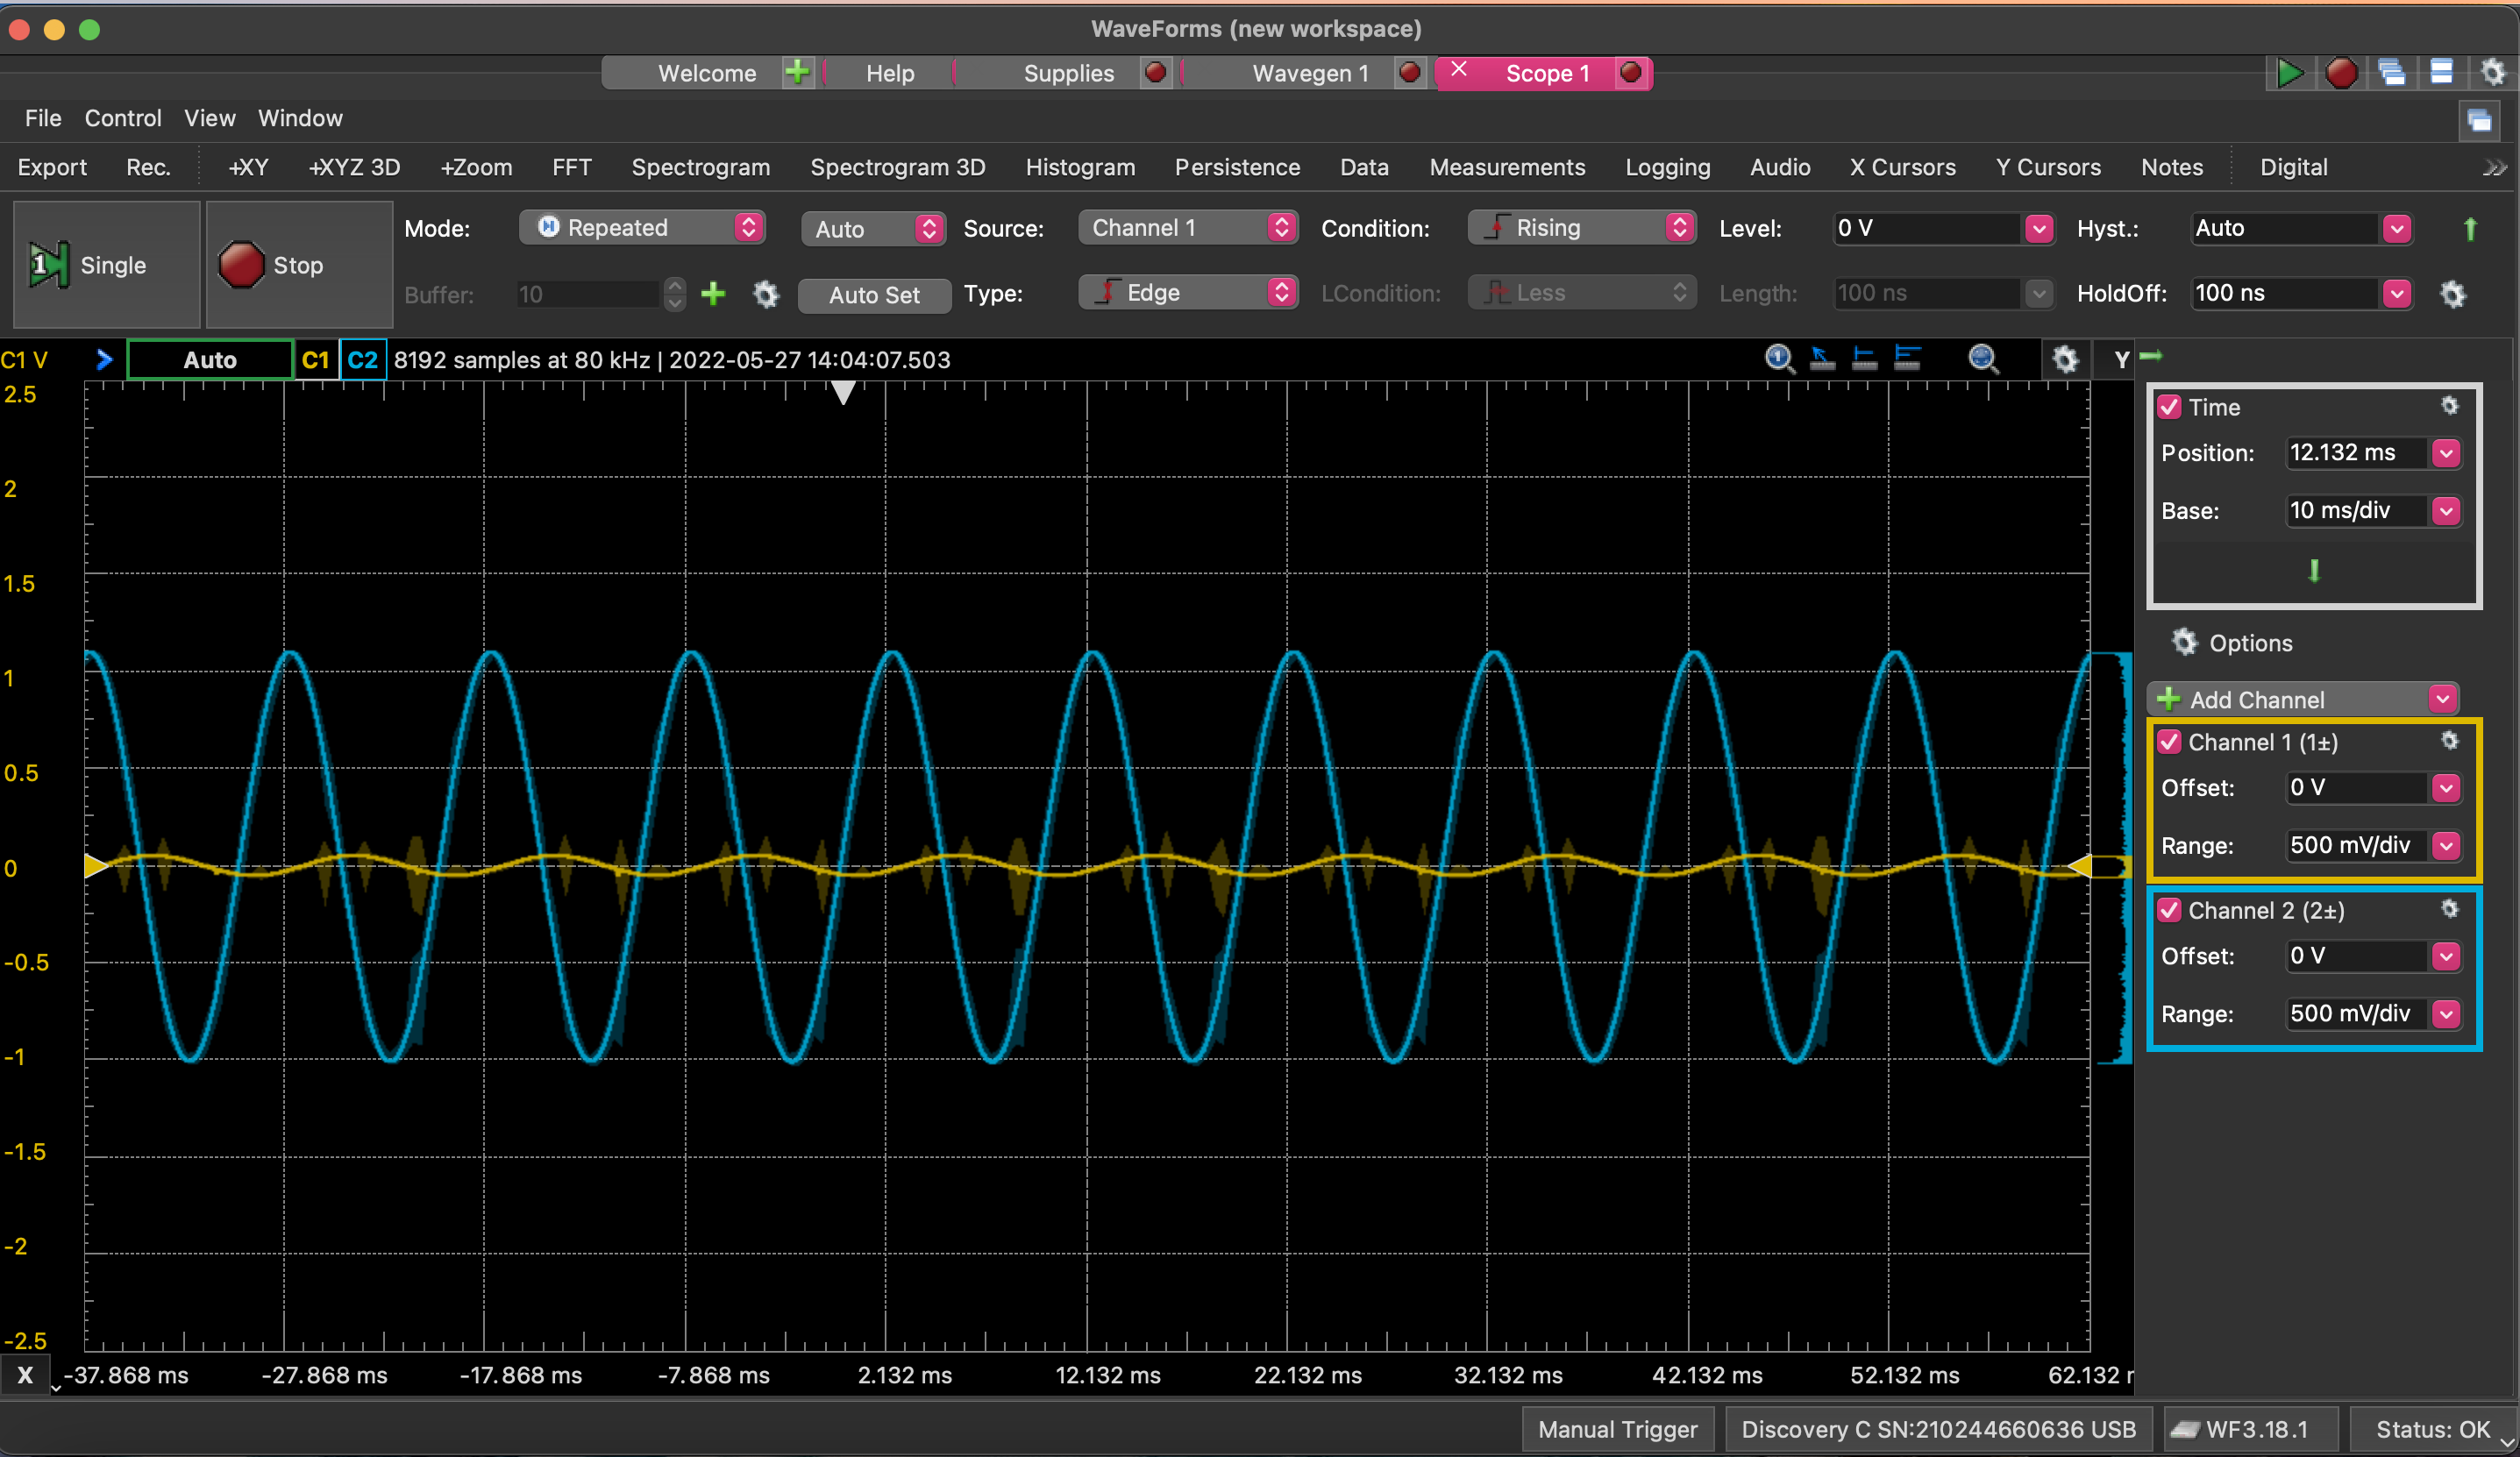 WaveForms (new workspace)
Welcome Help Supplies Wavegen 1 Scope 1
File Control View Window
Export Rec. +XY +XYZ 3D +Zoom FFT Spectrogram Spectrogram 3D Histogram Persistence Data Measurements Logging Audio X Cursors Y Cursors Notes Digital
1 Single Stop Mode: Repeated Auto Source: Channel 1 Condition: Rising Level: 0 V Hyst.: Auto
Buffer: 10 Auto Set Type: Edge LCondition: Less Length: 100 ns HoldOff: 100 ns
C1 V Auto C1 C2 8192 samples at 80 kHz | 2022-05-27 14:04:07.503 Y
2.5
2
1.5
1
0.5
0
-0.5
-1
-1.5
-2
-2.5
X -37.868 ms -27.868 ms -17.868 ms -7.868 ms 2.132 ms 12.132 ms 22.132 ms 32.132 ms 42.132 ms 52.132 ms 62.132
Time
Position: 12.132 ms
Base: 10 ms/div
Options
Add Channel
Channel 1 (1±)
Offset: 0 V
Range: 500 mV/div
Channel 2 (2±)
Offset: 0 V
Range: 500 mV/div
Manual Trigger Discovery C SN:210244660636 USB WF3.18.1 Status: OK